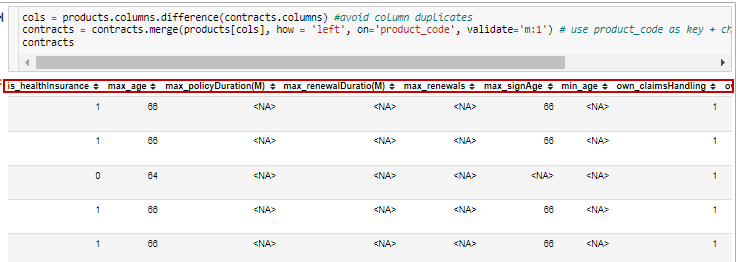 cols = products.columns.difference(contracts.columns) #avoid column duplicates
contracts = contracts.merge(products[cols], how = 'left', on='product_code', validate='m:1') # use product_code as key + ch
contracts
is_healthInsurance max_age max_policyDuration(M) max_renewalDuratio(M) max_renewals max_signAge min_age own_claimsHandling
1 66 <NA> <NA> <NA> 66 <NA> 1
1 66 <NA> <NA> <NA> 66 <NA> 1
0 64 <NA> <NA> <NA> <NA> <NA> 1
1 66 <NA> <NA> <NA> 66 <NA> 1
1 66 <NA> <NA> <NA> 66 <NA> 1